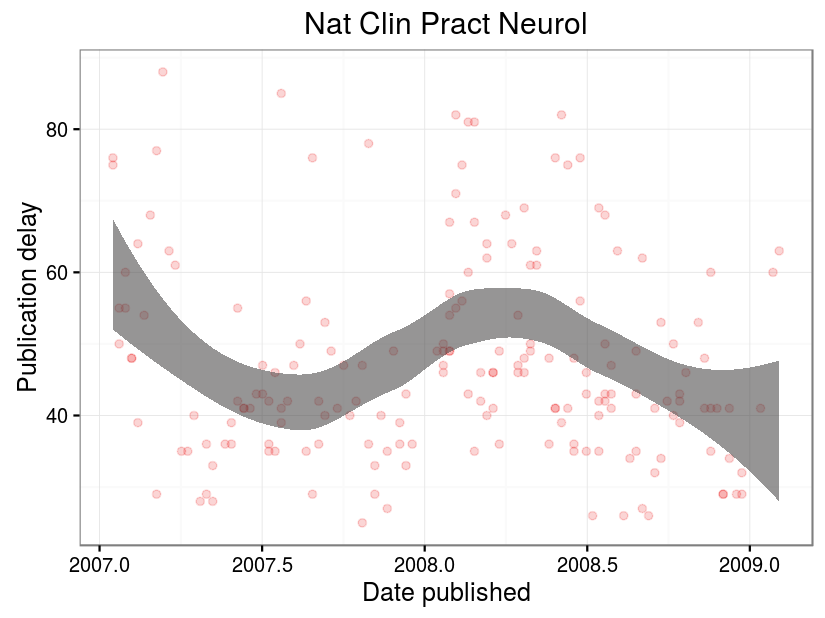 Nat Clin Pract Neurol
Publication delay
80
60
40
2007.0 2007.5 2008.0 2008.5 2009.0
Date published